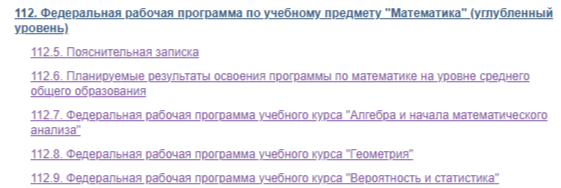 112. Федеральная рабочая программа по учебному предмету "Математика" (углубленный
уровень)
112.5. Пояснительная записка
112.6. Планируемые результаты освоения программы по математике на уровне среднего
общего образования
112.7. Федеральная рабочая программа учебного курса "Алгебра и начала математического
анализа"
112.8. Федеральная рабочая программа учебного курса "Геометрия"
112.9. Федеральная рабочая программа учебного курса "Вероятность и статистика"